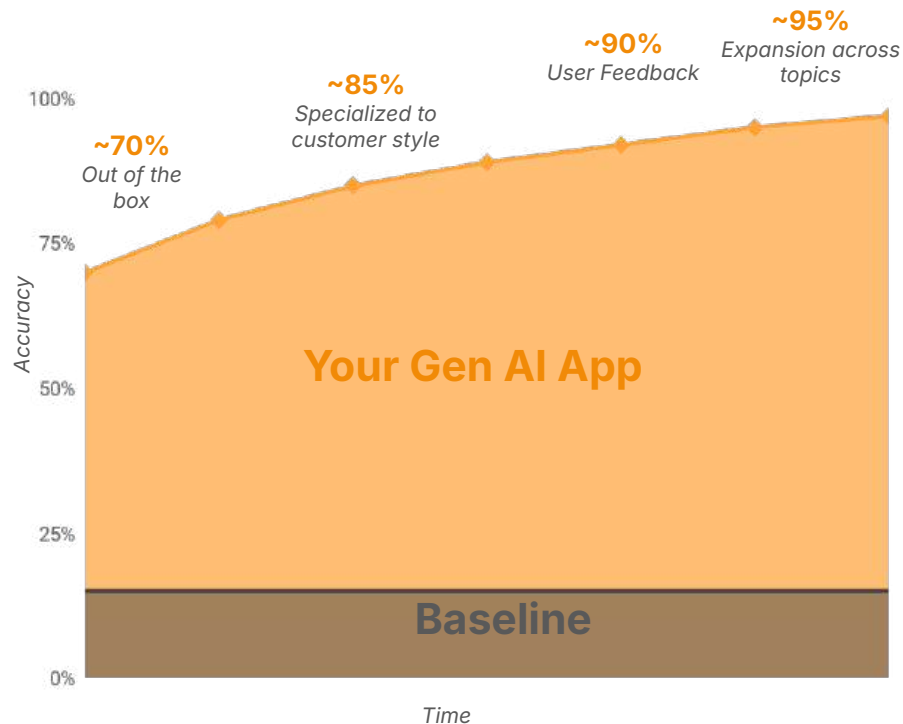 ~95%
Expansion across
topics
~90%
User Feedback
~85%
Specialized to
customer style
~70%
Out of the
box
100%
75%
50%
25%
0%
Accuracy
Your Gen AI App
Baseline
Time